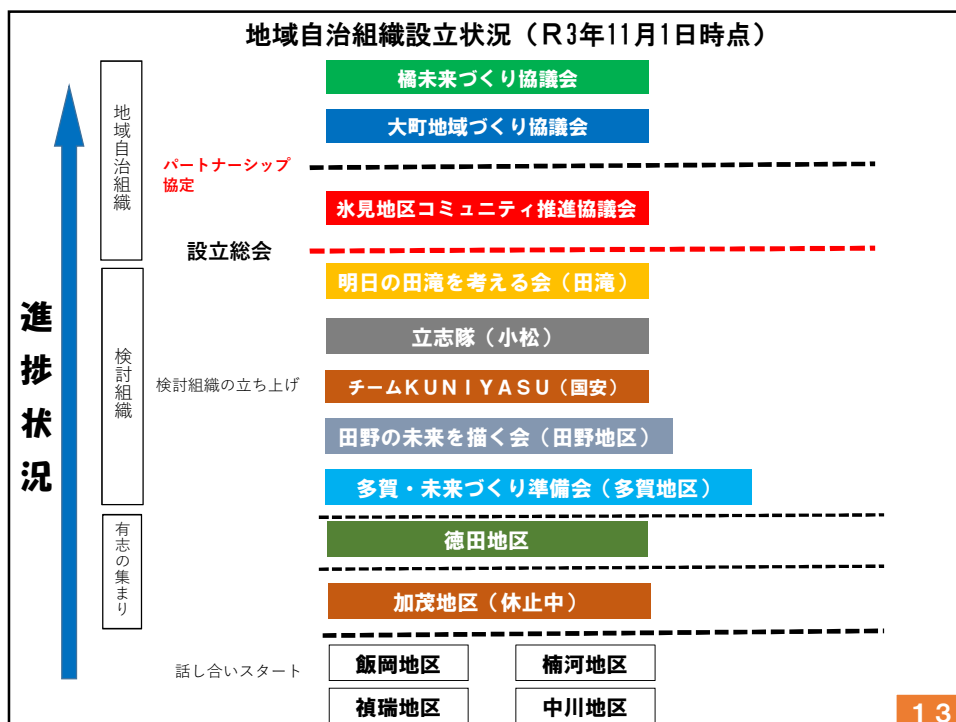 地域自治組織設立状況（Ｒ3年11月1日時点）
進捗状況
地域自治組織
橘未来づくり協議会
大町地域づくり協議会
パートナーシップ
協定
氷見地区コミュニティ推進協議会
設立総会
検討組織
明日の田滝を考える会（田滝）
立志隊（小松）
検討組織の立ち上げ
チームＫＵＮＩＹＡＳＵ（国安）
田野の未来を描く会（田野地区）
多賀・未来づくり準備会（多賀地区）
有志の集まり
徳田地区
加茂地区（休止中）
話し合いスタート
飯岡地区
楠河地区
禎瑞地区
中川地区
１３